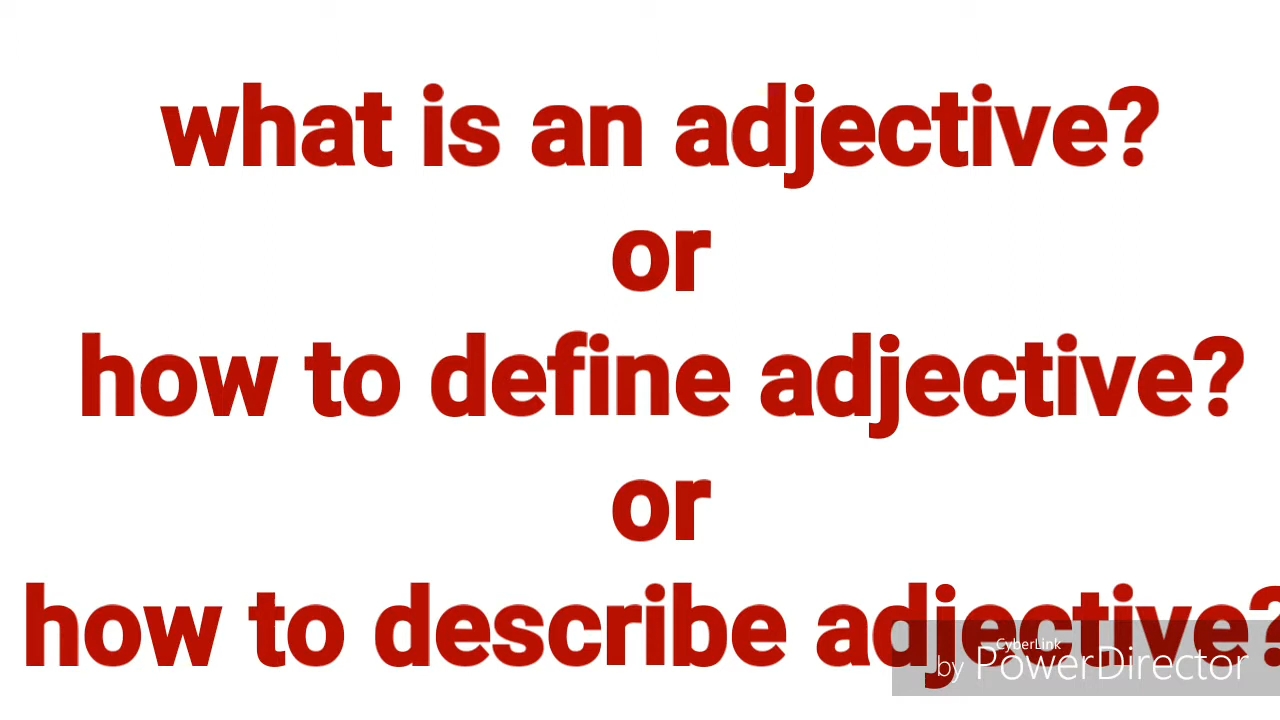 what is an adjective?
or
how to define adjective?
or
how to describe adjective?
CyberLink
by PowerDirector